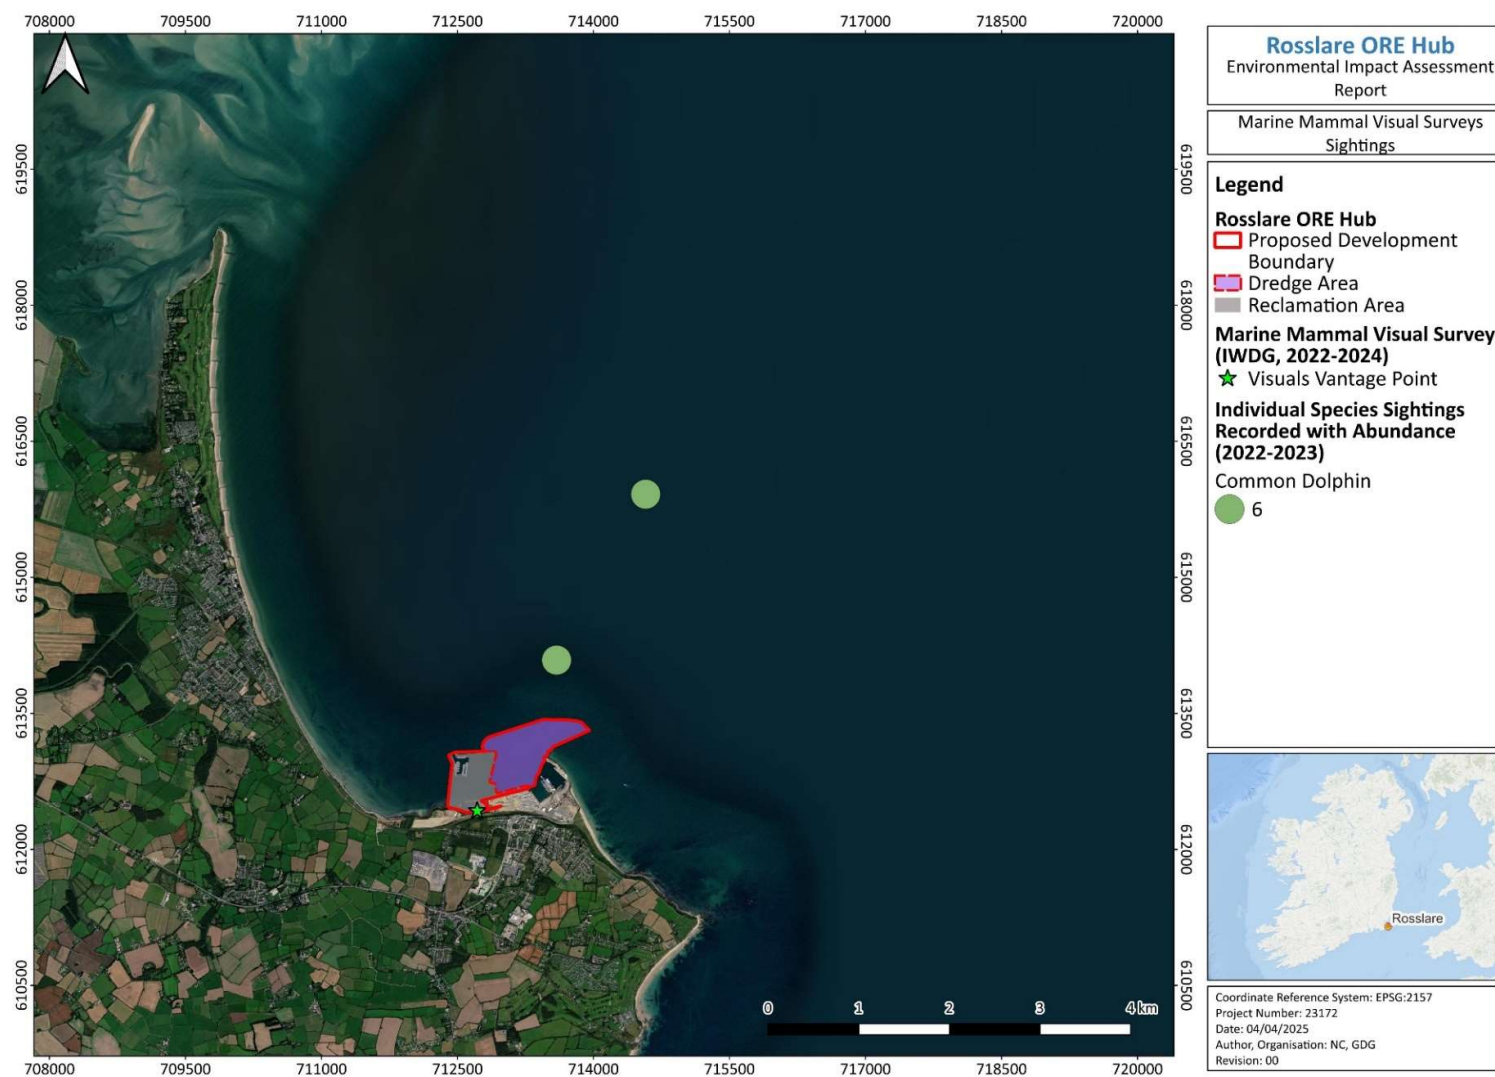 708000 709500 711000 712500 714000 715500 717000 718500 720000
619500
618000
616500
615000
613500
612000
610500
619500
618000
616500
615000
613500
612000
610500
0 1 2 3 4 km
708000 709500 711000 712500 714000 715500 717000 718500 720000
Rosslare ORE Hub
Environmental Impact Assessment
Report
Marine Mammal Visual Surveys
Sightings
Legend
Rosslare ORE Hub
Proposed Development
Boundary
Dredge Area
Reclamation Area
Marine Mammal Visual Survey
(IWDG, 2022-2024)
Visuals Vantage Point
Individual Species Sightings
Recorded with Abundance
(2022-2023)
Common Dolphin
6
Rosslare
Coordinate Reference System: EPSG:2157
Project Number: 23172
Date: 04/04/2025
Author, Organisation: NC, GDG
Revision: 00